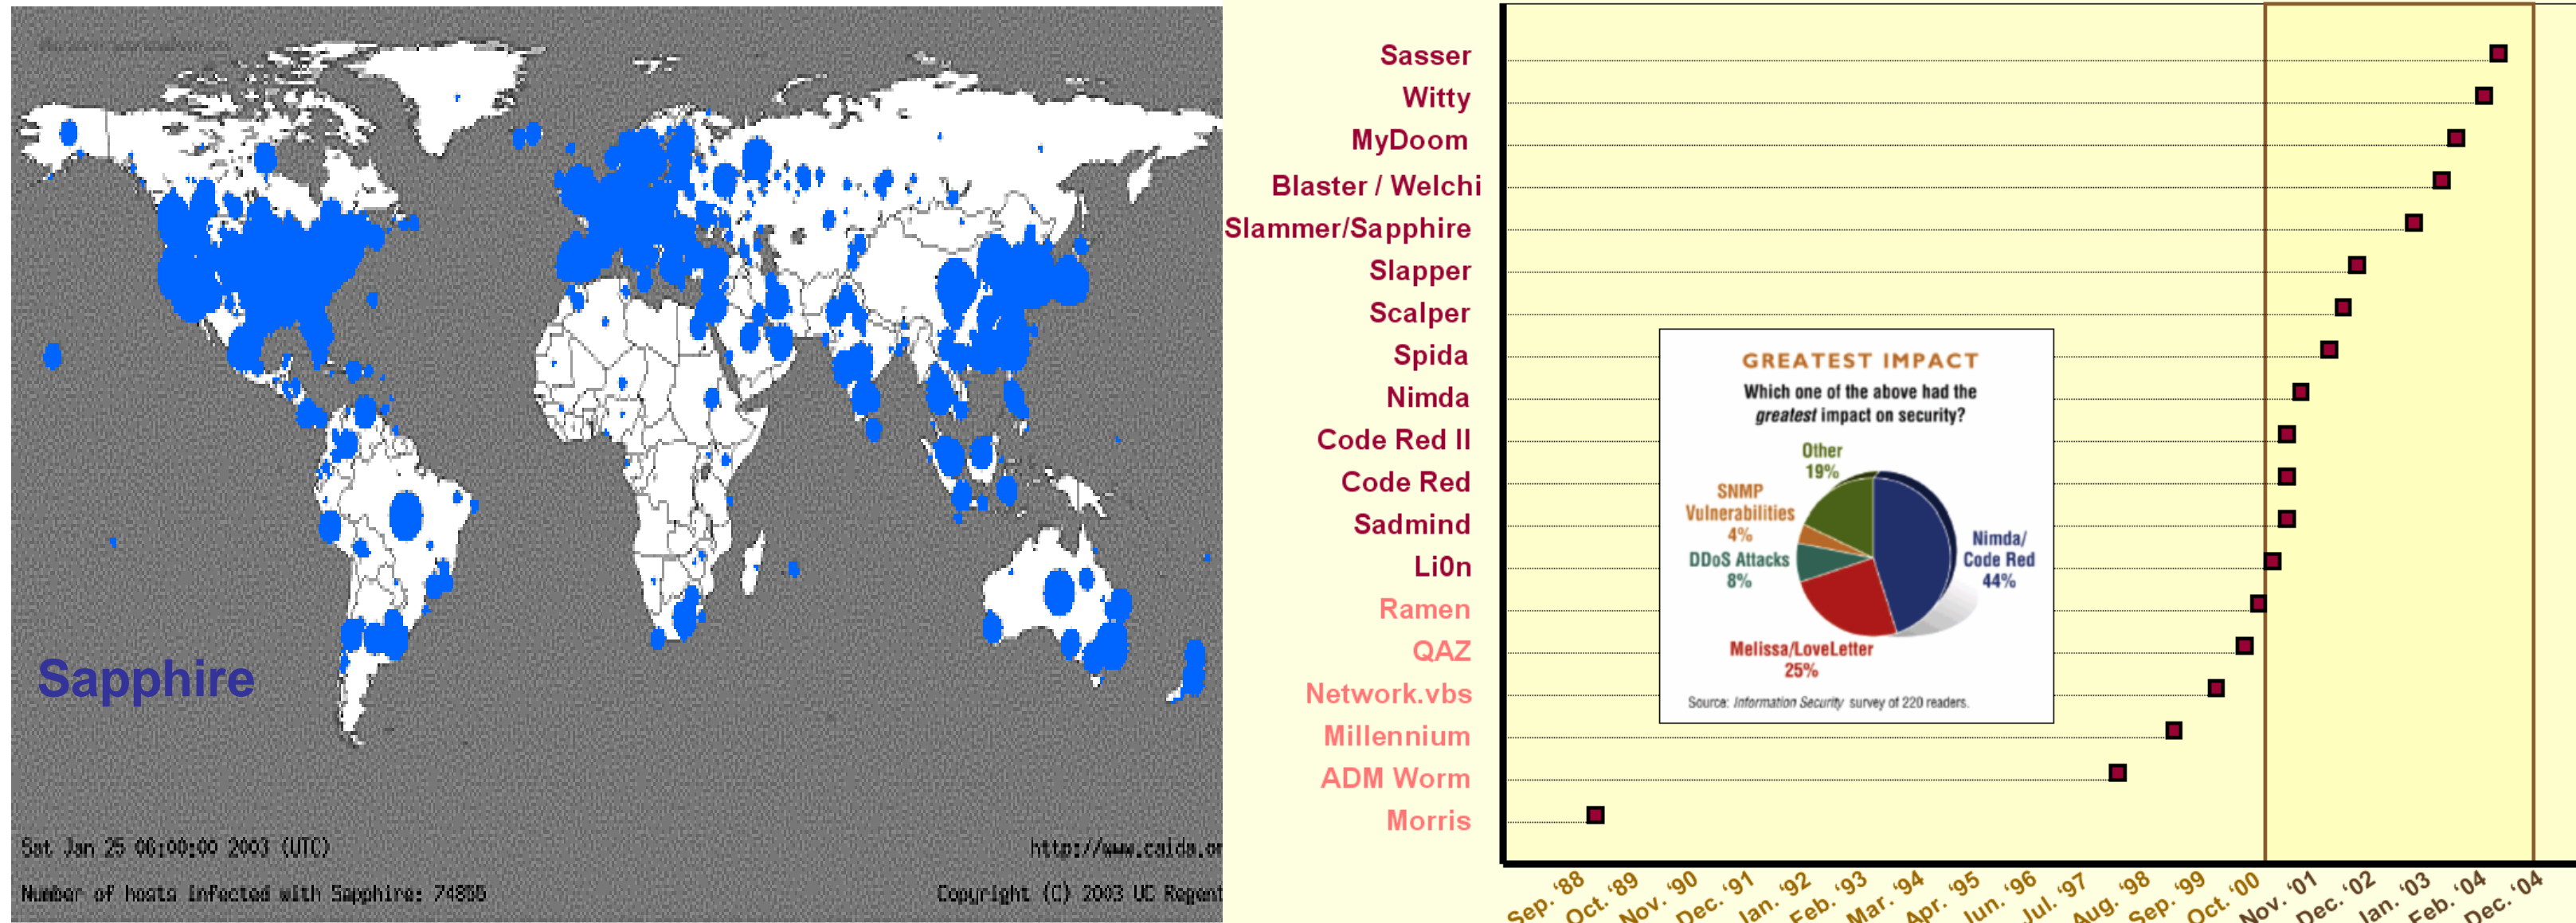 Sapphire
Sat Jan 25 06:00:00 2003 (UTC)
http://www.caida.or
Number of hosts infected with Sapphire: 74855
Copyright (C) 2003 UC Regent
Sasser
Witty
MyDoom
Blaster / Welchi
Slammer/Sapphire
Slapper
Scalper
Spida
Nimda
Code Red II
Code Red
Sadmind
Li0n
Ramen
QAZ
Network.vbs
Millennium
ADM Worm
Morris
GREATEST IMPACT
Which one of the above had the
greatest impact on security?
Other
19%
SNMP
Vulnerabilities
4%
DDoS Attacks
8%
Nimda/
Code Red
44%
Melissa/LoveLetter
25%
Source: Information Security survey of 220 readers.
Sep. ‘88
Oct. ‘89
Nov. ‘90
Dec. ‘91
Jan. ‘92
Feb. ‘93
Mar. ‘94
Apr. ‘95
Jun. ‘96
Jul. ‘97
Aug. ‘98
Sep. ‘99
Oct. ‘00
Nov. ‘01
Dec. ‘02
Jan. ‘03
Feb. ‘04
Dec. ‘04